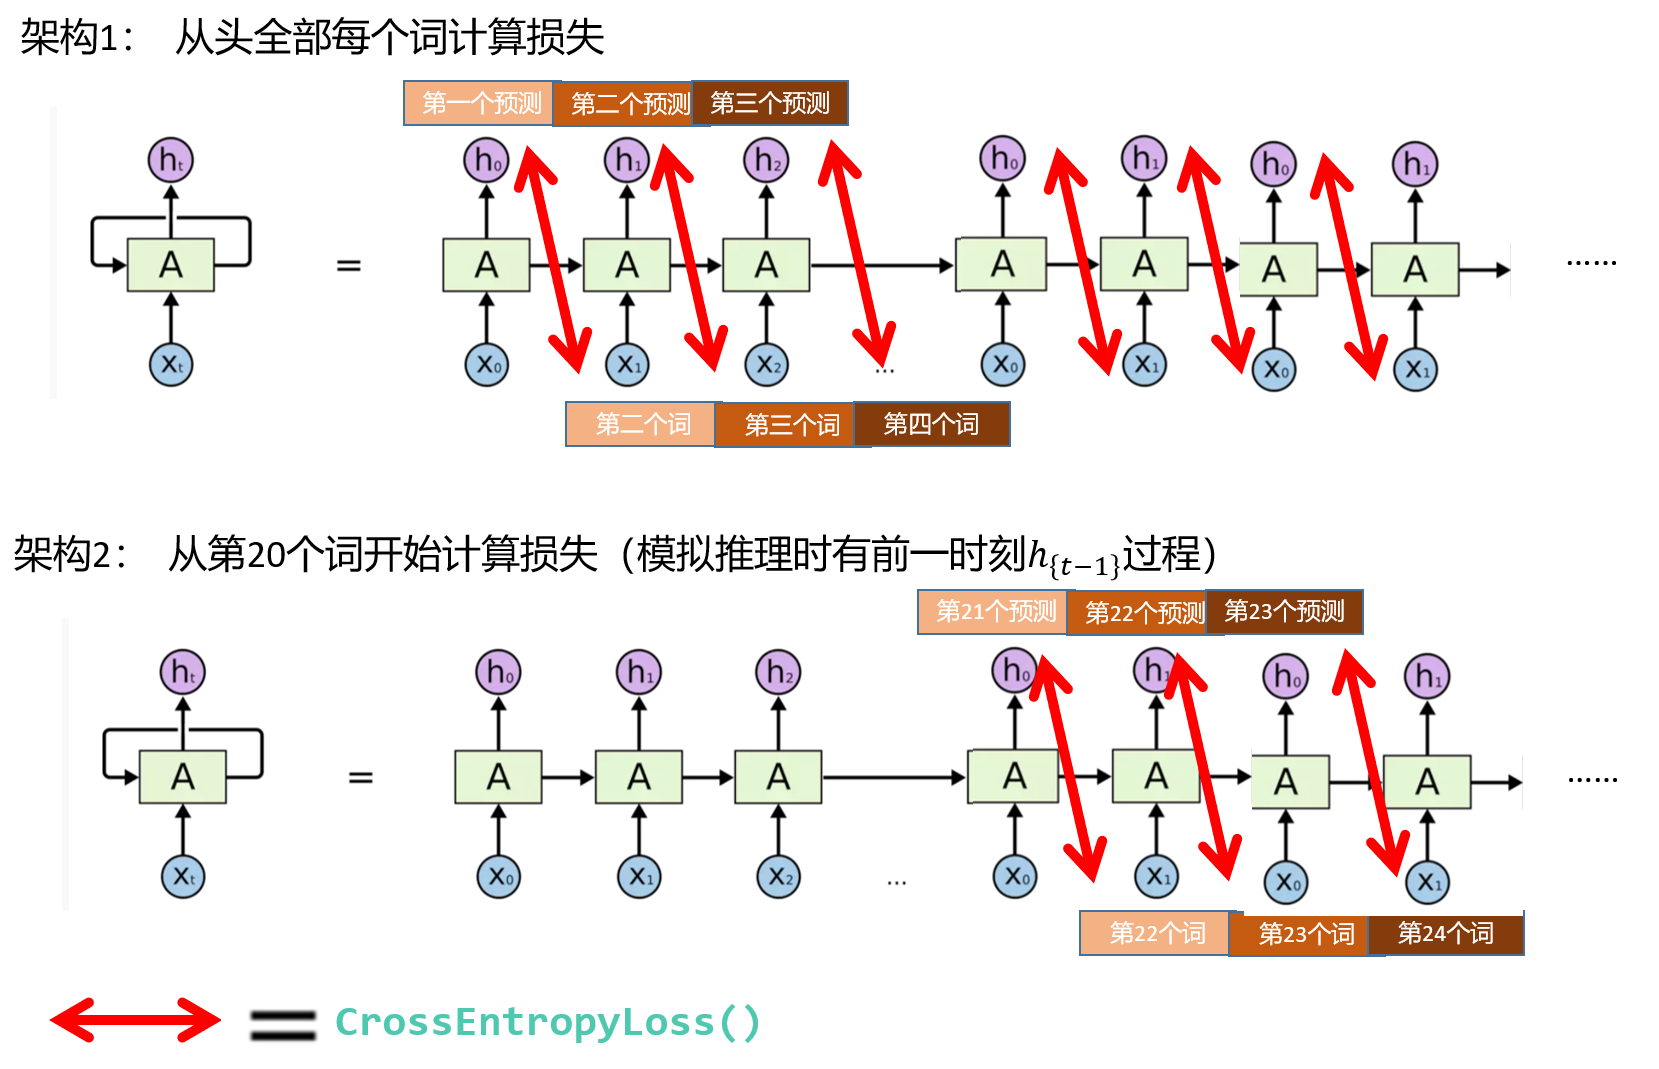 架构1： 从头全部每个词计算损失
第一个预测 第二个预测 第三个预测
hₜ h₀ h₁ h₂ h₀ h₁ h₀ h₁
A = A A A A A A A ……
xₜ x₀ x₁ x₂ ... x₀ x₁ x₀ x₁
第二个词 第三个词 第四个词
架构2： 从第20个词开始计算损失（模拟推理时有前一时刻h_{t−1}过程）
第21个预测 第22个预测 第23个预测
hₜ h₀ h₁ h₂ h₀ h₁ h₀ h₁
A = A A A A A A A ……
xₜ x₀ x₁ x₂ ... x₀ x₁ x₀ x₁
第22个词 第23个词 第24个词
= CrossEntropyLoss()